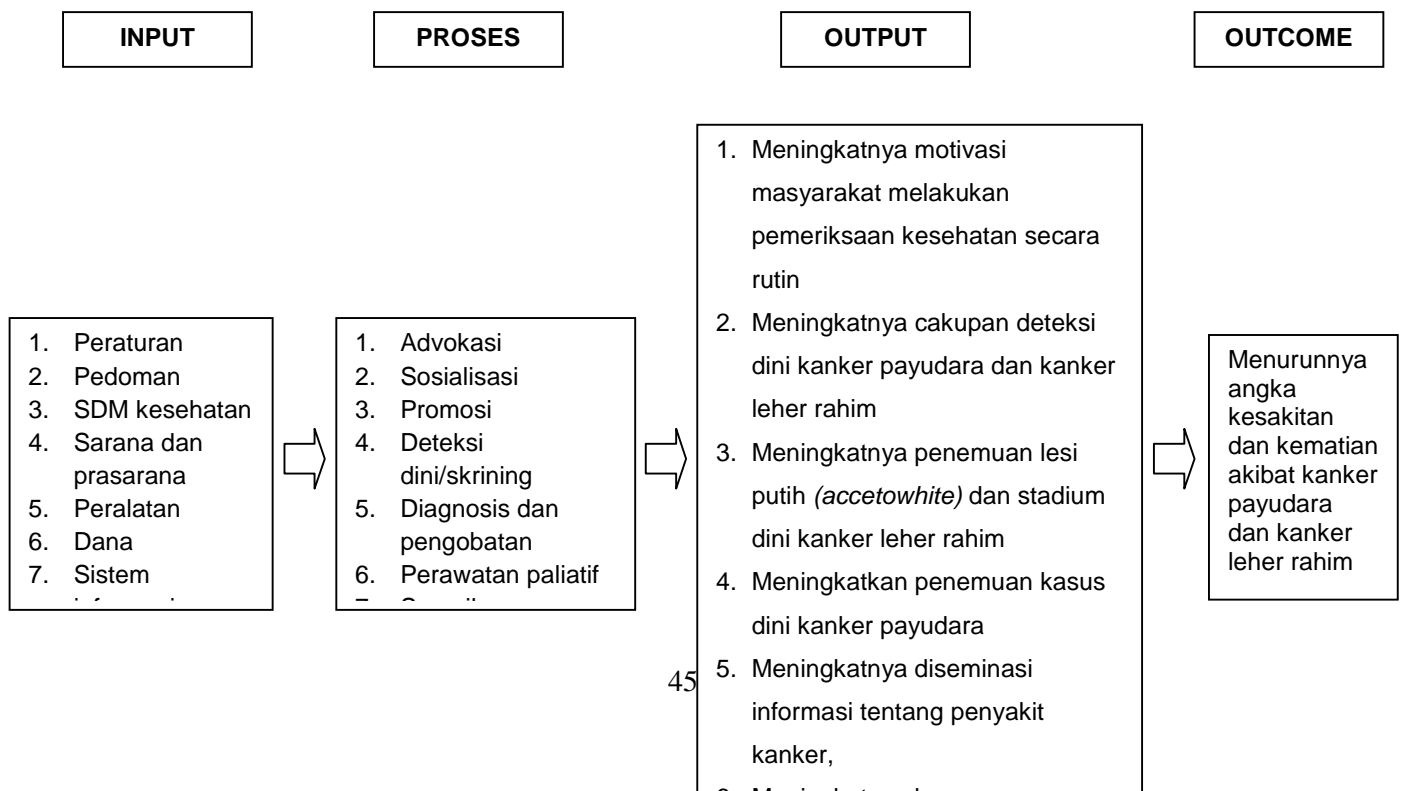 INPUT
PROSES
OUTPUT
OUTCOME
1. Peraturan
2. Pedoman
3. SDM kesehatan
4. Sarana dan
prasarana
5. Peralatan
6. Dana
7. Sistem
1. Advokasi
2. Sosialisasi
3. Promosi
4. Deteksi
dini/skrining
5. Diagnosis dan
pengobatan
6. Perawatan paliatif
1. Meningkatnya motivasi
masyarakat melakukan
pemeriksaan kesehatan secara
rutin
2. Meningkatnya cakupan deteksi
dini kanker payudara dan kanker
leher rahim
3. Meningkatnya penemuan lesi
putih (accetowhite) dan stadium
dini kanker leher rahim
4. Meningkatkan penemuan kasus
dini kanker payudara
5. Meningkatnya diseminasi
informasi tentang penyakit
kanker,
Menurunnya
angka
kesakitan
dan kematian
akibat kanker
payudara
dan kanker
leher rahim
45